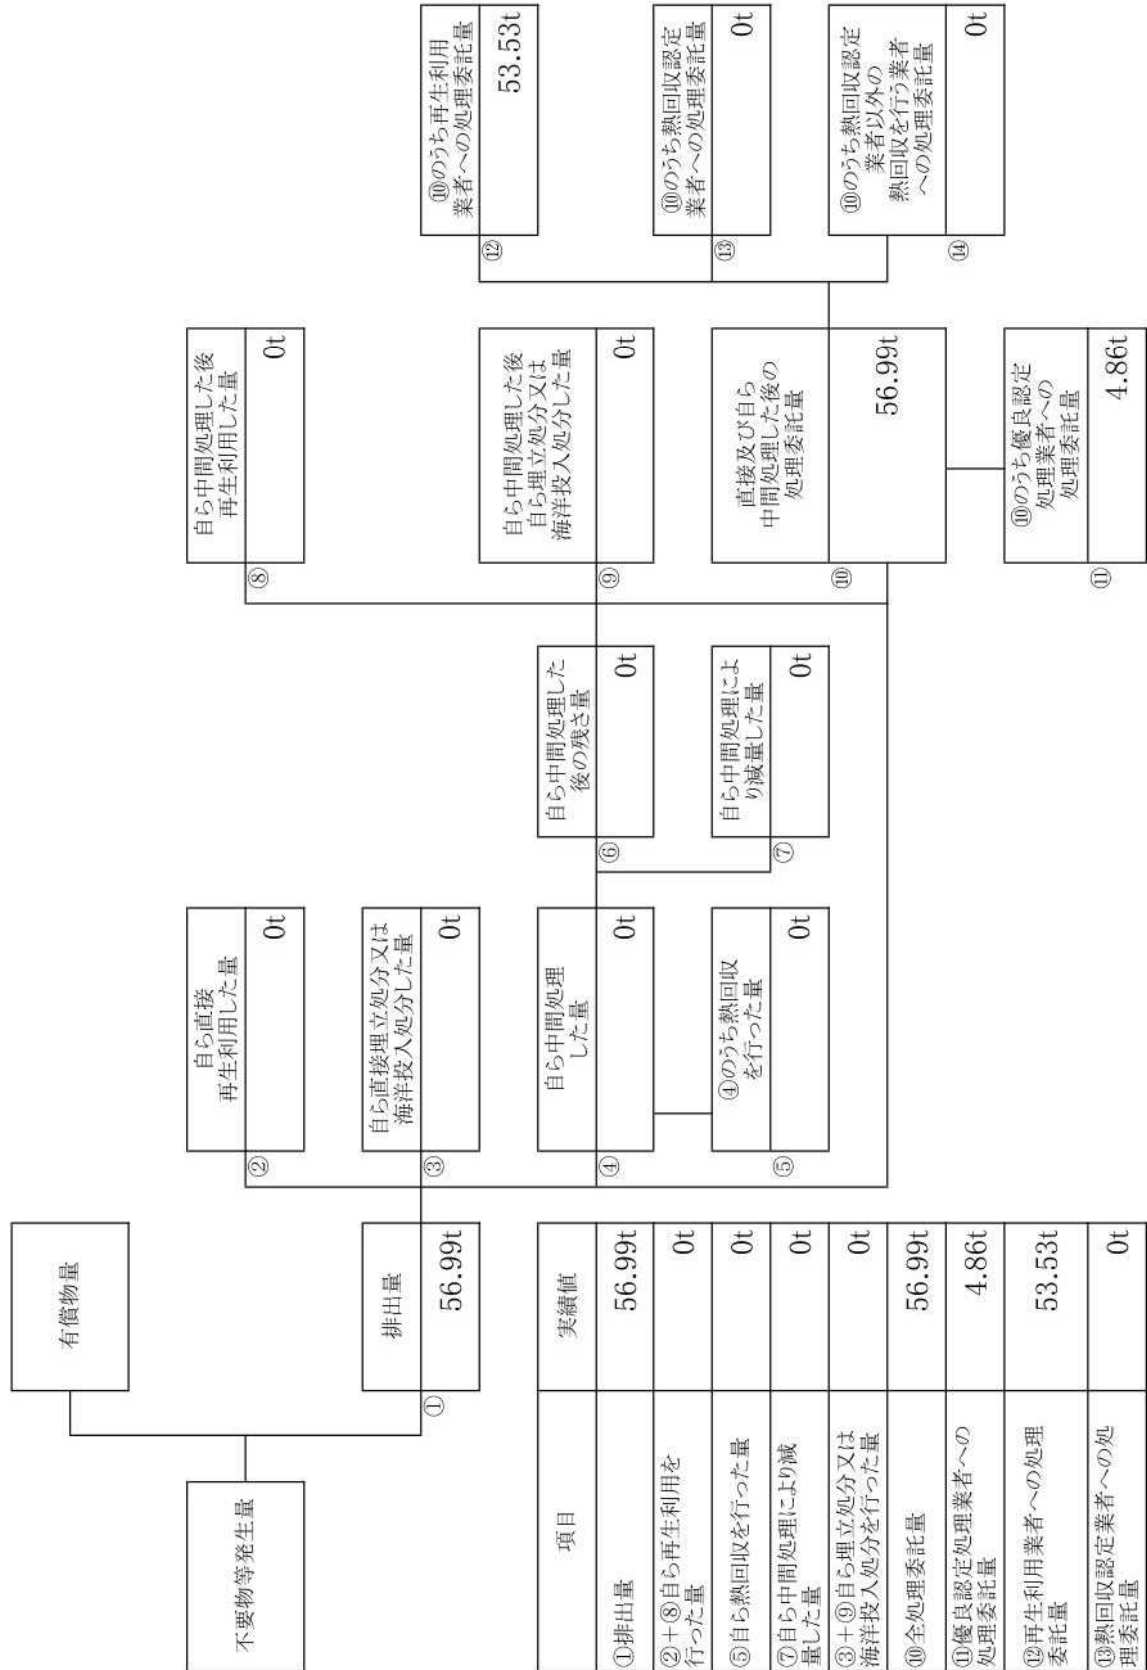 有償物量
不要物等発生量
排出量
①
56.99t
自ら直接
再生利用した量
②
0t
自ら直接埋立処分又は
海洋投入処分した量
③
0t
自ら中間処理
した量
④
0t
④のうち熱回収
を行った量
⑤
0t
自ら中間処理した
後の残さ量
⑥
0t
自ら中間処理によ
り減量した量
⑦
0t
自ら中間処理した後
再生利用した量
⑧
0t
自ら中間処理した後
自ら埋立処分又は
海洋投入処分した量
⑨
0t
直接及び自ら
中間処理した後の
処理委託量
⑩
56.99t
⑩のうち優良認定
処理業者への
処理委託量
⑪
4.86t
⑩のうち再生利用
業者への処理委託量
⑫
53.53t
⑩のうち熱回収認定
業者への処理委託量
⑬
0t
⑩のうち熱回収認定
業者以外の
熱回収を行う業者
への処理委託量
⑭
0t
項目
実績値
①排出量
56.99t
②+⑧自ら再生利用を
行った量
0t
⑤自ら熱回収を行った量
0t
⑦自ら中間処理により減
量した量
0t
③+⑨自ら埋立処分又は
海洋投入処分を行った量
0t
⑩全処理委託量
56.99t
⑪優良認定処理業者への
処理委託量
4.86t
⑫再生利用業者への処理
委託量
53.53t
⑬熱回収認定業者への処
理委託量
0t